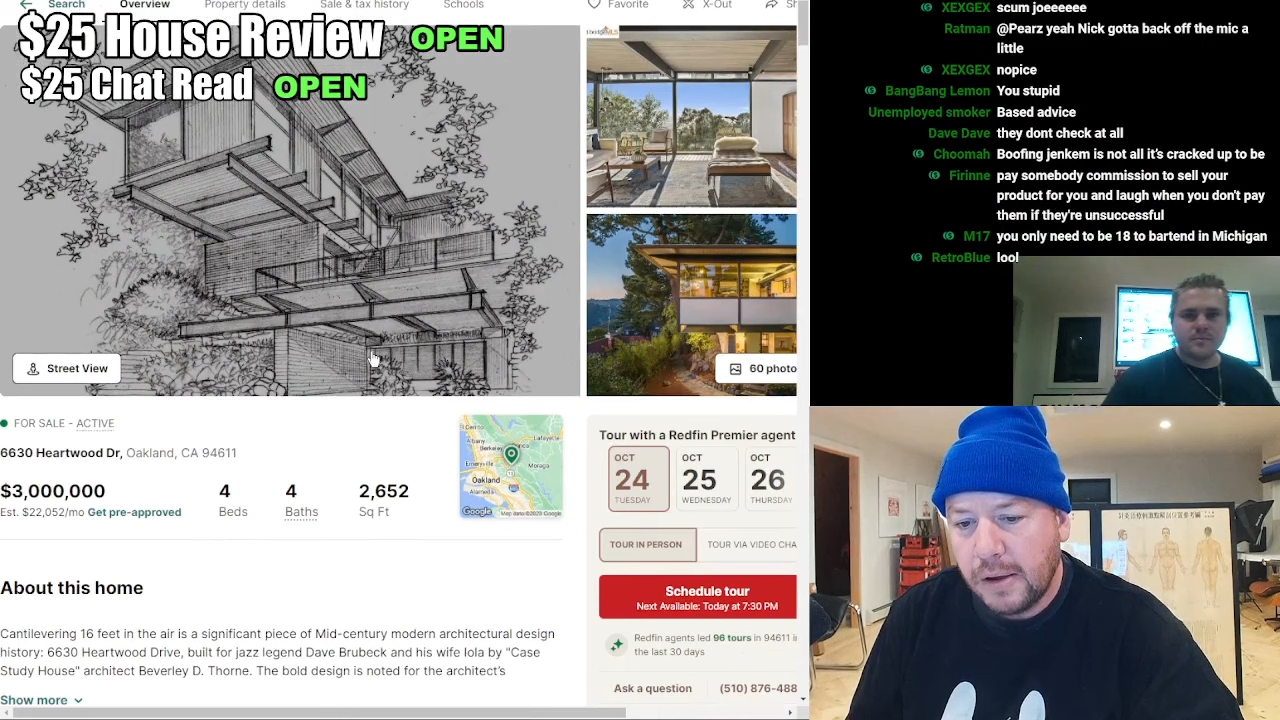 Search
Overview
Property details
Sale & tax history
Schools
Favorite
X-Out
Sh
$25 House Review OPEN
$25 Chat Read OPEN
Street View
60 photo
FOR SALE - ACTIVE
6630 Heartwood Dr, Oakland, CA 94611
$3,000,000
Est. $22,052/mo Get pre-approved
4
Beds
4
Baths
2,652
Sq Ft
Berkeley
Lafayette
Emeryville
Moraga
Oakland
Alameda
Google
About this home
Cantilevering 16 feet in the air is a significant piece of Mid-century modern architectural design
history: 6630 Heartwood Drive, built for jazz legend Dave Brubeck and his wife Iola by "Case
Study House" architect Beverley D. Thorne. The bold design is noted for the architect's
Show more
Tour with a Redfin Premier agent
OCT
24
TUESDAY
OCT
25
WEDNESDAY
OCT
26
THURSDAY
TOUR IN PERSON
TOUR VIA VIDEO CHA
Schedule tour
Next Available: Today at 7:30 PM
Redfin agents led 96 tours in 94611 i
the last 30 days
Ask a question
(510) 876-488
XEXGEX scum joeeeeee
Ratman @Pearz yeah Nick gotta back off the mic a
little
XEXGEX nopice
BangBang Lemon You stupid
Unemployed smoker Based advice
Dave Dave they dont check at all
Choomah Boofing jenkem is not all it's cracked up to be
Firinne pay somebody commission to sell your
product for you and laugh when you don't pay
them if they're unsuccessful
M17 you only need to be 18 to bartend in Michigan
RetroBlue lool